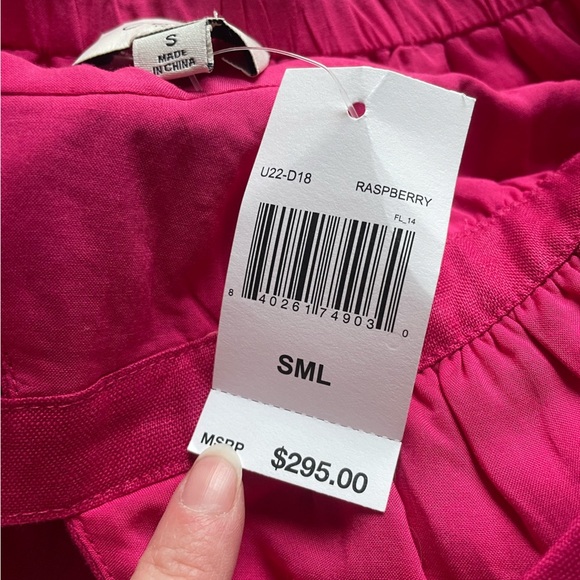 S
MADE
IN CHINA
U22-D18 RASPBERRY
FL_14
8 40261 74903 0
SML
MSRP $295.00